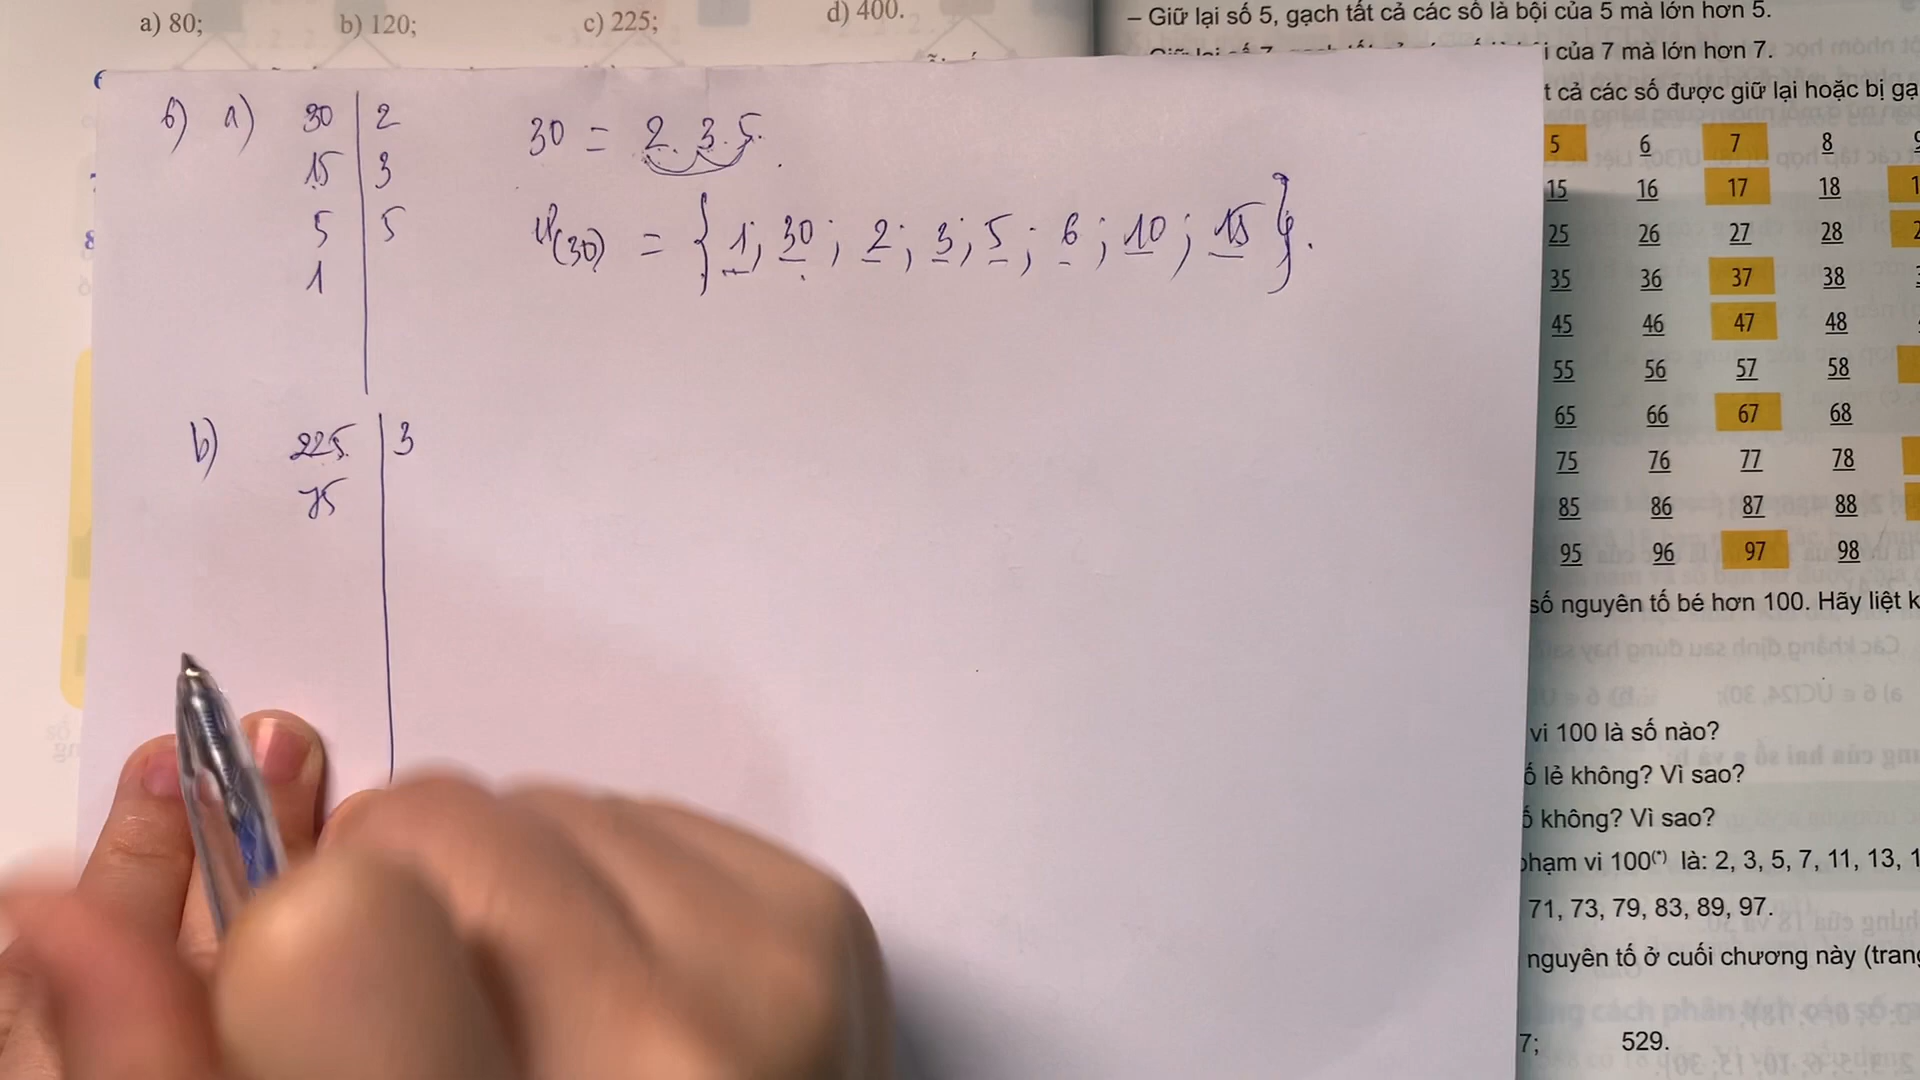 a) 80; b) 120; c) 225; d) 400.
– Giữ lại số 5, gạch tất cả các số là bội của 5 mà lớn hơn 5.
i của 7 mà lớn hơn 7.
t cả các số được giữ lại hoặc bị gạ
6) a) 30 | 2
15 | 3
5 | 5
1
30 = 2.3.5.
Ư(30) = {1; 30; 2; 3; 5; 6; 10; 15}.
b) 225 | 3
75
5 6 7 8
15 16 17 18
25 26 27 28
35 36 37 38
45 46 47 48
55 56 57 58
65 66 67 68
75 76 77 78
85 86 87 88
95 96 97 98
số nguyên tố bé hơn 100. Hãy liệt k
vi 100 là số nào?
ố lẻ không? Vì sao?
ố không? Vì sao?
phạm vi 100(*) là: 2, 3, 5, 7, 11, 13, 1
71, 73, 79, 83, 89, 97.
nguyên tố ở cuối chương này (trang
7; 529.